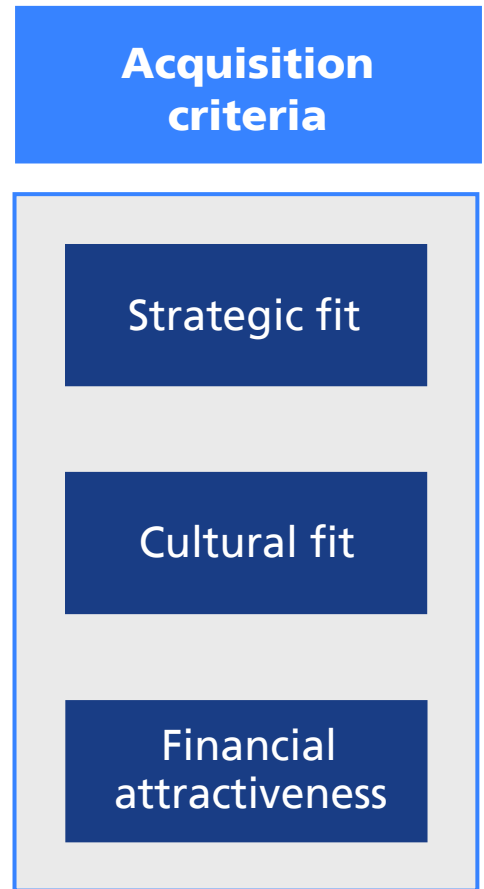 Acquisition
criteria
Strategic fit
Cultural fit
Financial
attractiveness